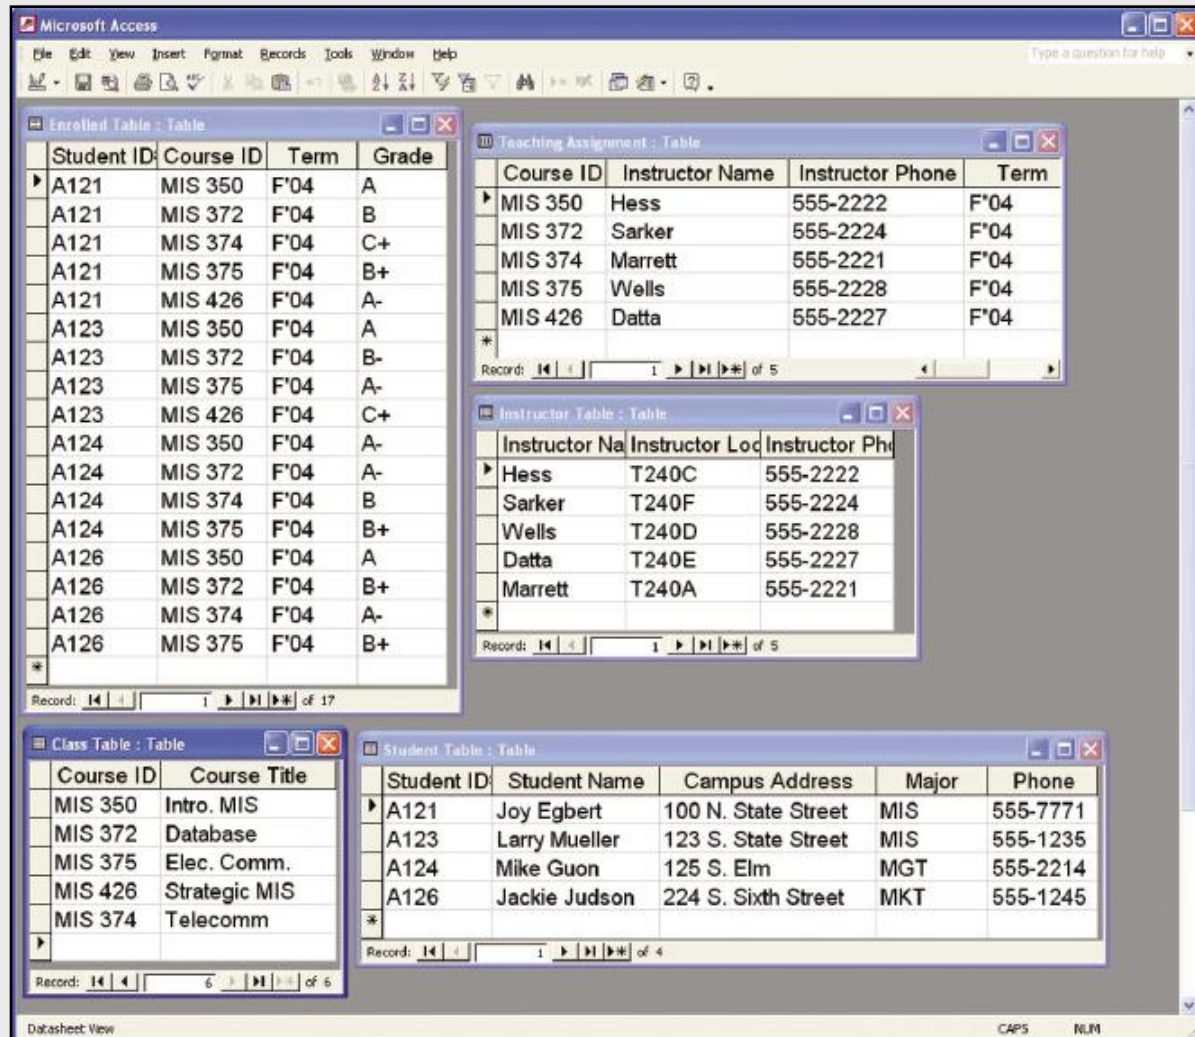 Microsoft Access
File Edit View Insert Format Records Tools Window Help
Type a question for help
Enrolled Table : Table
Student ID Course ID Term Grade
A121 MIS 350 F'04 A
A121 MIS 372 F'04 B
A121 MIS 374 F'04 C+
A121 MIS 375 F'04 B+
A121 MIS 426 F'04 A-
A123 MIS 350 F'04 A
A123 MIS 372 F'04 B-
A123 MIS 375 F'04 A-
A123 MIS 426 F'04 C+
A124 MIS 350 F'04 A-
A124 MIS 372 F'04 A-
A124 MIS 374 F'04 B
A124 MIS 375 F'04 B+
A126 MIS 350 F'04 A
A126 MIS 372 F'04 B+
A126 MIS 374 F'04 A-
A126 MIS 375 F'04 B+
Record: 1 of 17
Teaching Assignment : Table
Course ID Instructor Name Instructor Phone Term
MIS 350 Hess 555-2222 F"04
MIS 372 Sarker 555-2224 F"04
MIS 374 Marrett 555-2221 F"04
MIS 375 Wells 555-2228 F"04
MIS 426 Datta 555-2227 F"04
Record: 1 of 5
Instructor Table : Table
Instructor Na Instructor Loc Instructor Pho
Hess T240C 555-2222
Sarker T240F 555-2224
Wells T240D 555-2228
Datta T240E 555-2227
Marrett T240A 555-2221
Record: 1 of 5
Class Table : Table
Course ID Course Title
MIS 350 Intro. MIS
MIS 372 Database
MIS 375 Elec. Comm.
MIS 426 Strategic MIS
MIS 374 Telecomm
Record: 6 of 6
Student Table : Table
Student ID Student Name Campus Address Major Phone
A121 Joy Egbert 100 N. State Street MIS 555-7771
A123 Larry Mueller 123 S. State Street MIS 555-1235
A124 Mike Guon 125 S. Elm MGT 555-2214
A126 Jackie Judson 224 S. Sixth Street MKT 555-1245
Record: 1 of 4
Datasheet View CAPS NUM